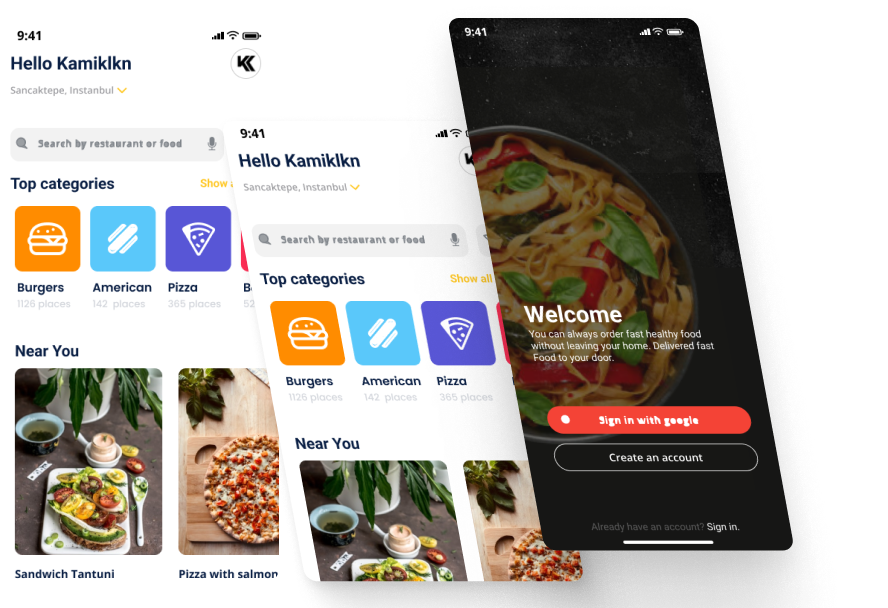 9:41
Hello Kamiklkn
Sancaktepe, Instanbul
Search by restaurant or food
Top categories
Show a
Burgers
1126 places
American
142 places
Pizza
365 places
B
52
Near You
Sandwich Tantuni
Pizza with salmon
9:41
Hello Kamiklkn
Sancaktepe, Instanbul
Search by restaurant or food
Top categories
Show all
Burgers
1126 places
American
142 places
Pizza
365 places
Near You
9:41
Welcome
You can always order fast healthy food
without leaving your home. Delivered fast
Food to your door.
Sign in with google
Create an account
Already have an account? Sign in.